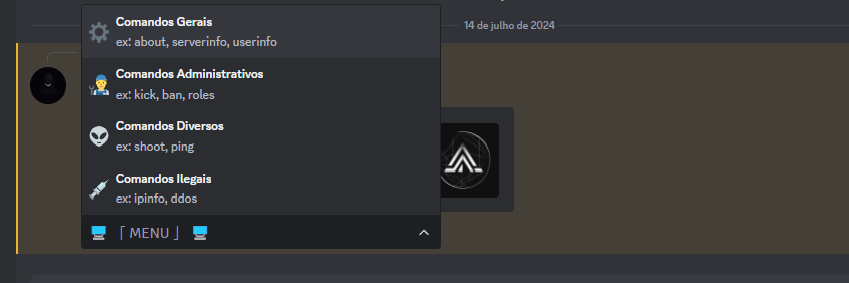 Comandos Gerais
ex: about, serverinfo, userinfo
14 de julho de 2024
Comandos Administrativos
ex: kick, ban, roles
Comandos Diversos
ex: shoot, ping
Comandos Ilegais
ex: ipinfo, ddos
「 MENU 」